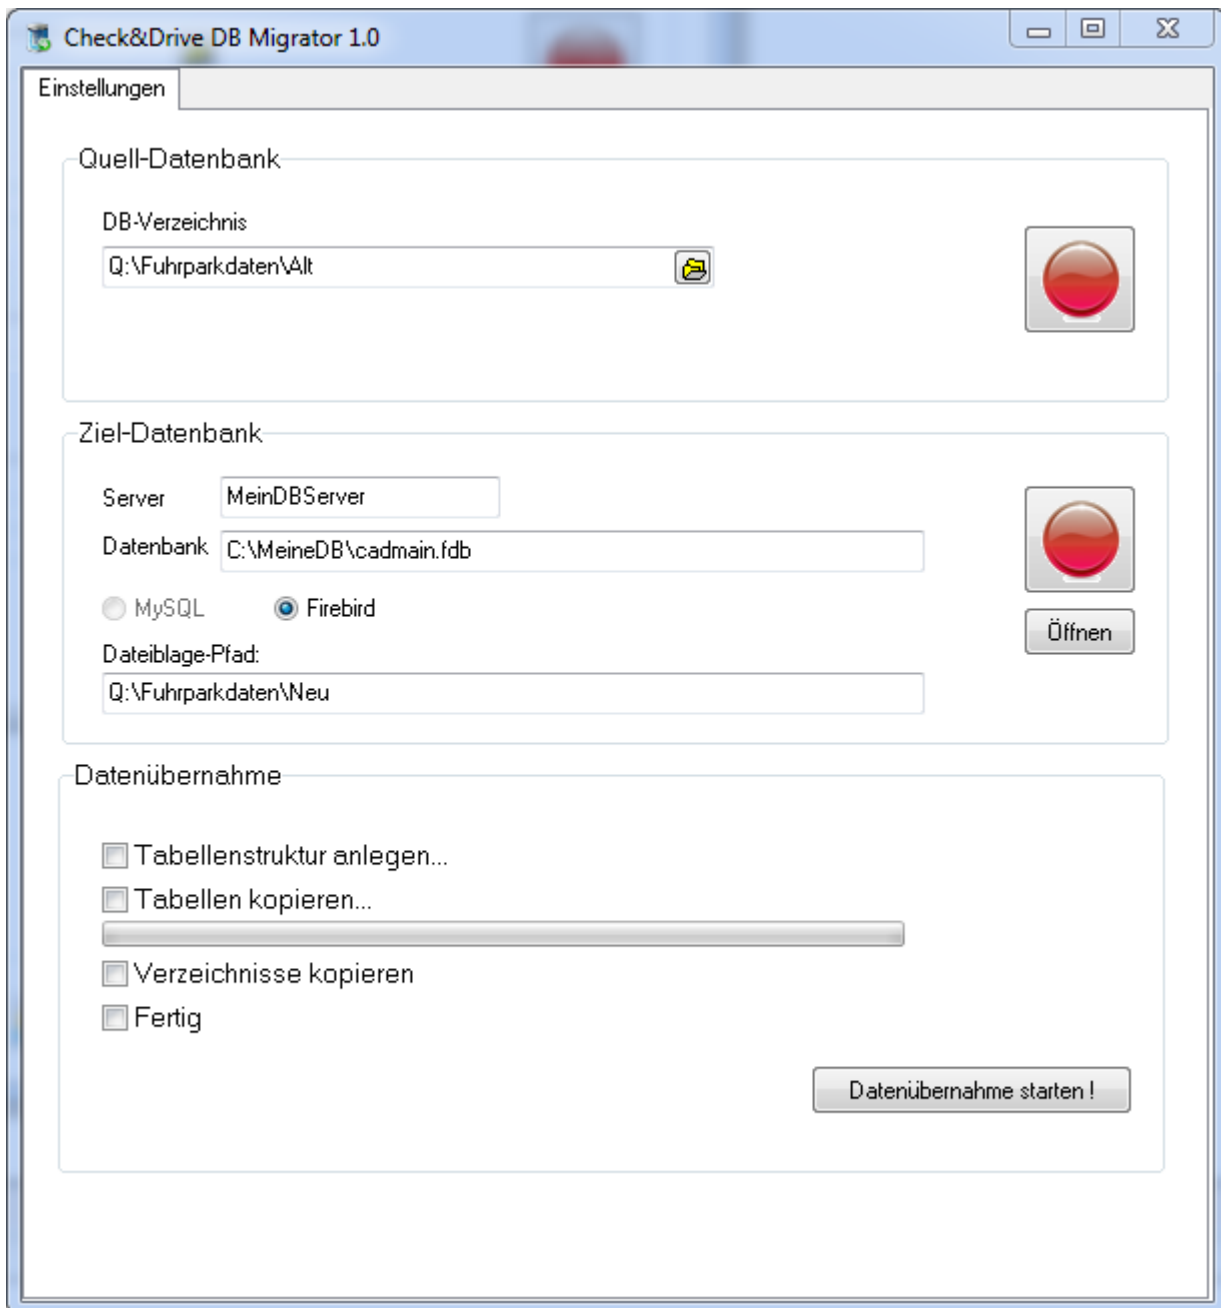 Check&Drive DB Migrator 1.0
Einstellungen
Quell-Datenbank
DB-Verzeichnis
Q:\Fuhrparkdaten\Alt
Ziel-Datenbank
Server MeinDBServer
Datenbank C:\MeineDB\cadmain.fdb
MySQL Firebird
Öffnen
Dateiblage-Pfad:
Q:\Fuhrparkdaten\Neu
Datenübernahme
Tabellenstruktur anlegen...
Tabellen kopieren...
Verzeichnisse kopieren
Fertig
Datenübernahme starten !